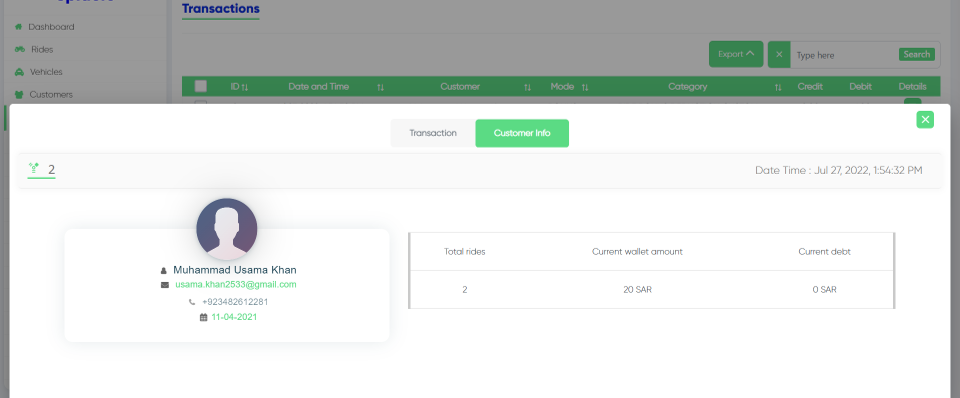 Transactions
Dashboard
Rides
Vehicles
Customers
Export
Type here
Search
ID Date and Time Customer Mode Category Credit Debit Details
Transaction Customer Info
2
Date Time : Jul 27, 2022, 1:54:32 PM
Muhammad Usama Khan
usama.khan2533@gmail.com
+923482612281
11-04-2021
Total rides Current wallet amount Current debt
2 20 SAR 0 SAR